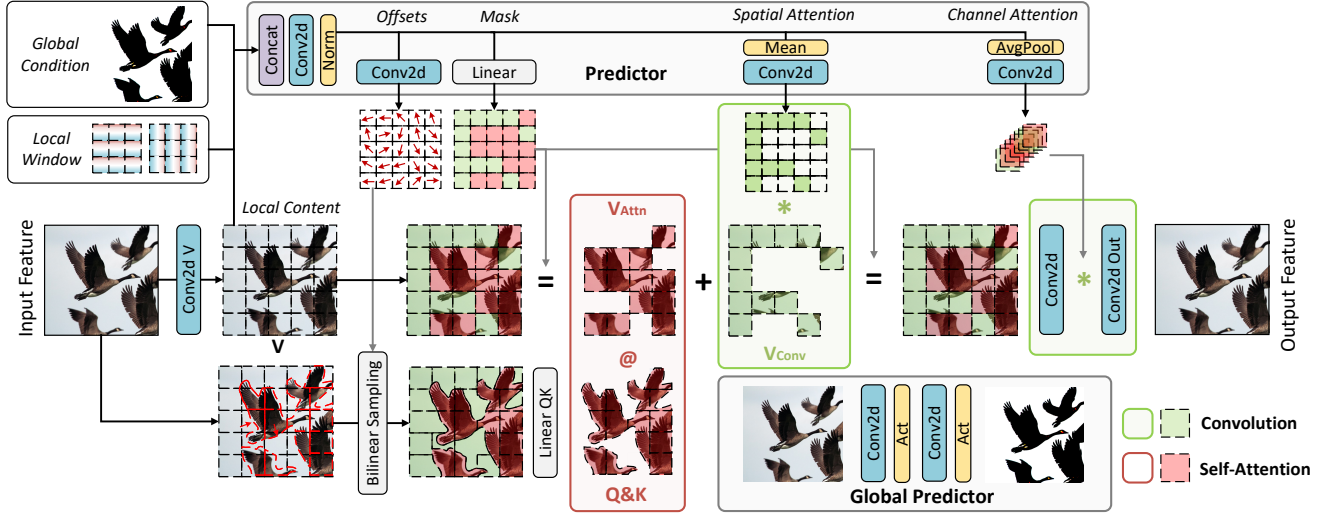 Offsets
Mask
Spatial Attention
Channel Attention
Global
Condition
Concat
Conv2d
Norm
Conv2d
Linear
Predictor
Mean
Conv2d
AvgPool
Conv2d
Local
Window
Local Content
Input Feature
Conv2d V
V
VAttn
*
=
+
=
@
Q&K
VConv
Conv2d
*
Conv2d Out
Output Feature
Bilinear Sampling
Linear QK
Conv2d
Act
Conv2d
Act
Global Predictor
Convolution
Self-Attention